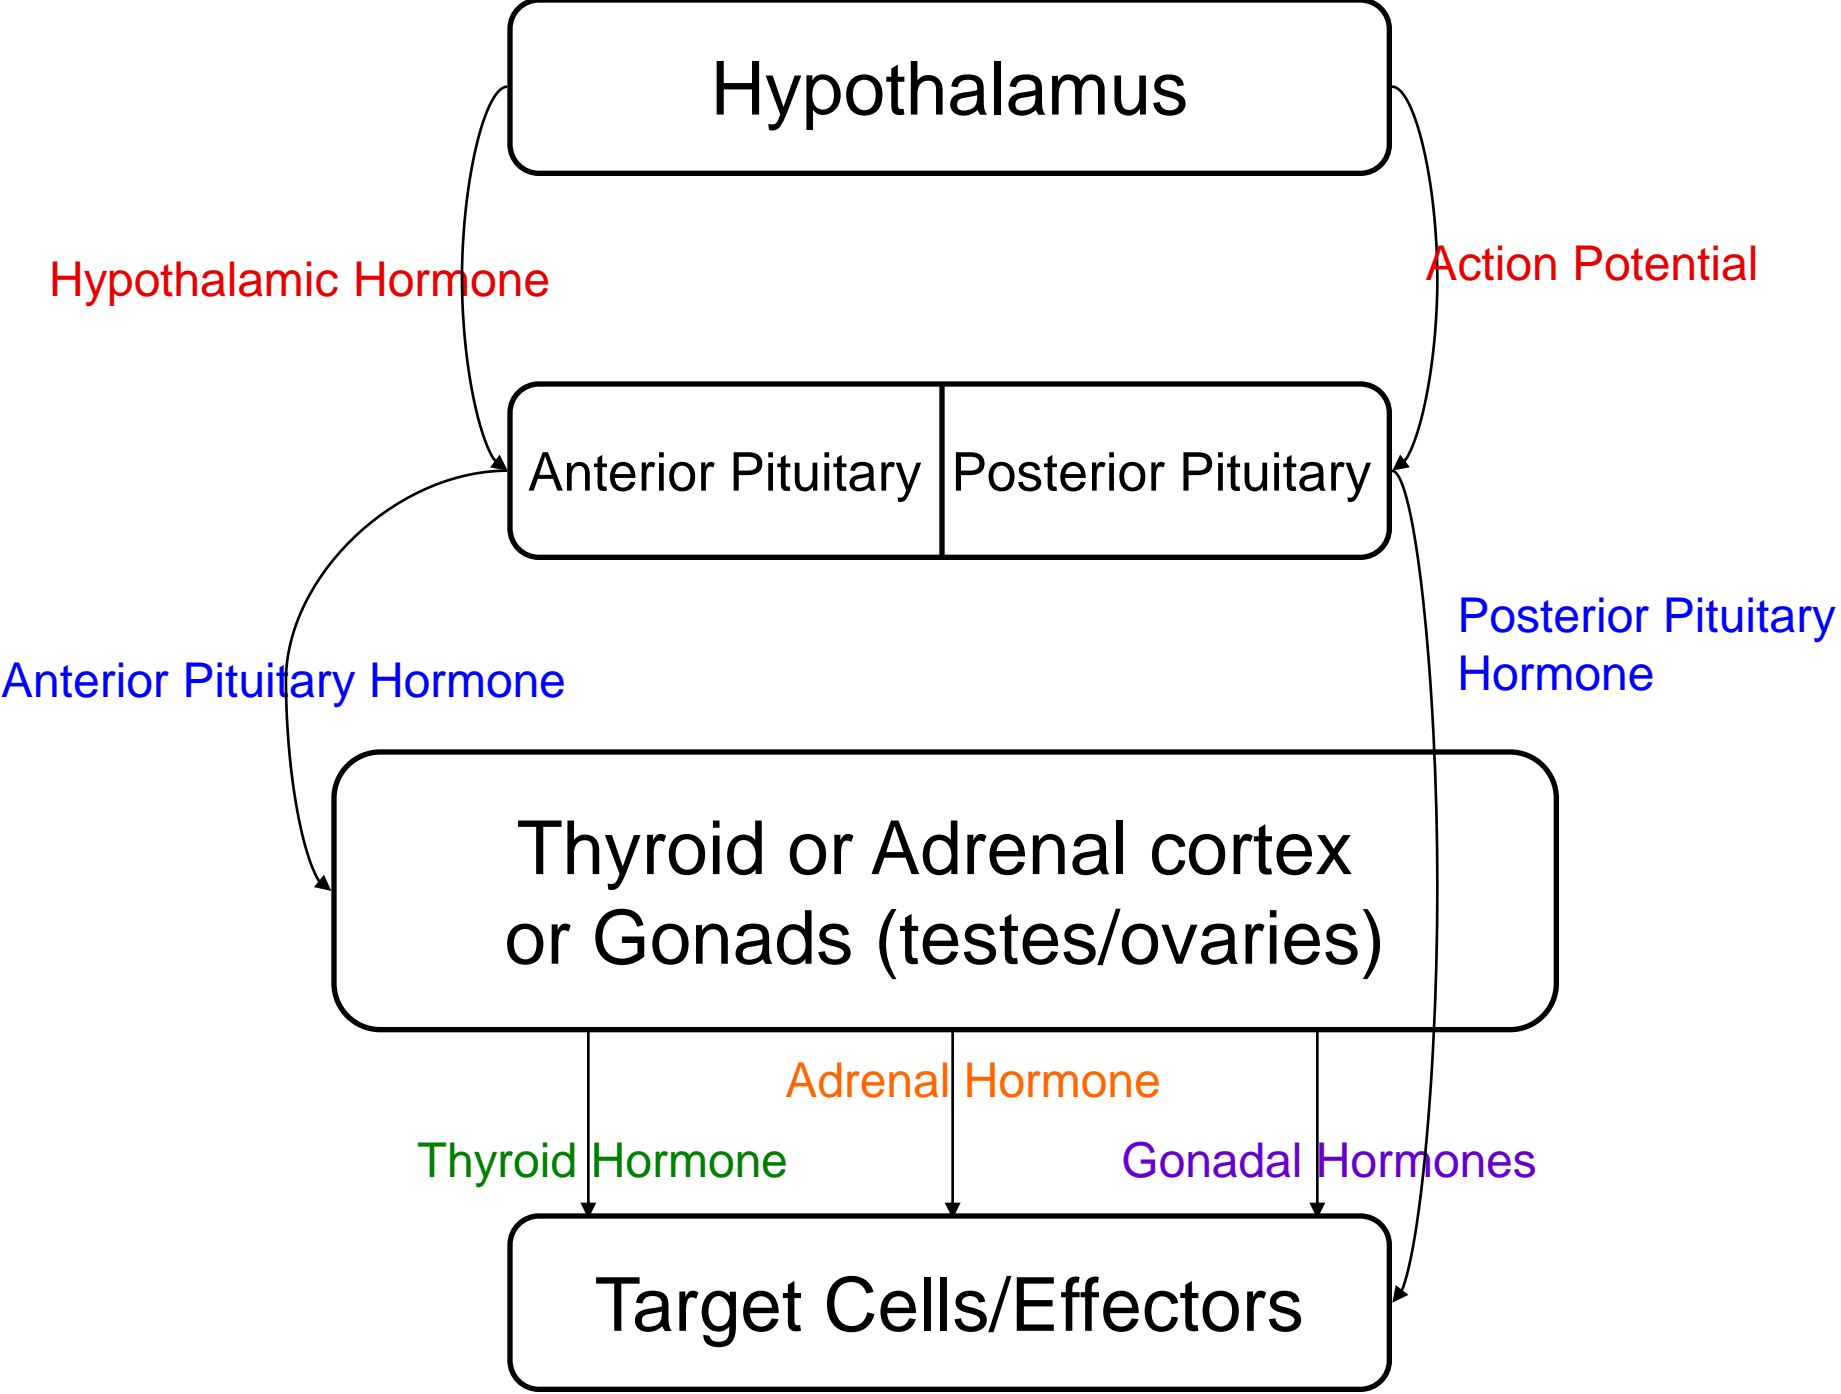 Hypothalamus
Hypothalamic Hormone
Action Potential
Anterior Pituitary
Posterior Pituitary
Anterior Pituitary Hormone
Posterior Pituitary
Hormone
Thyroid or Adrenal cortex
or Gonads (testes/ovaries)
Adrenal Hormone
Thyroid Hormone
Gonadal Hormones
Target Cells/Effectors